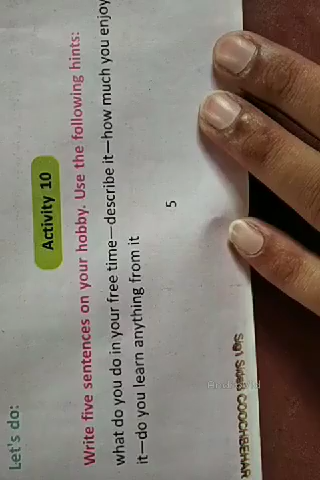 Let's do:
Activity 10
Write five sentences on your hobby. Use the following hints:
what do you do in your free time—describe it—how much you enjoy
it—do you learn anything from it
5
COOCHBEHAR